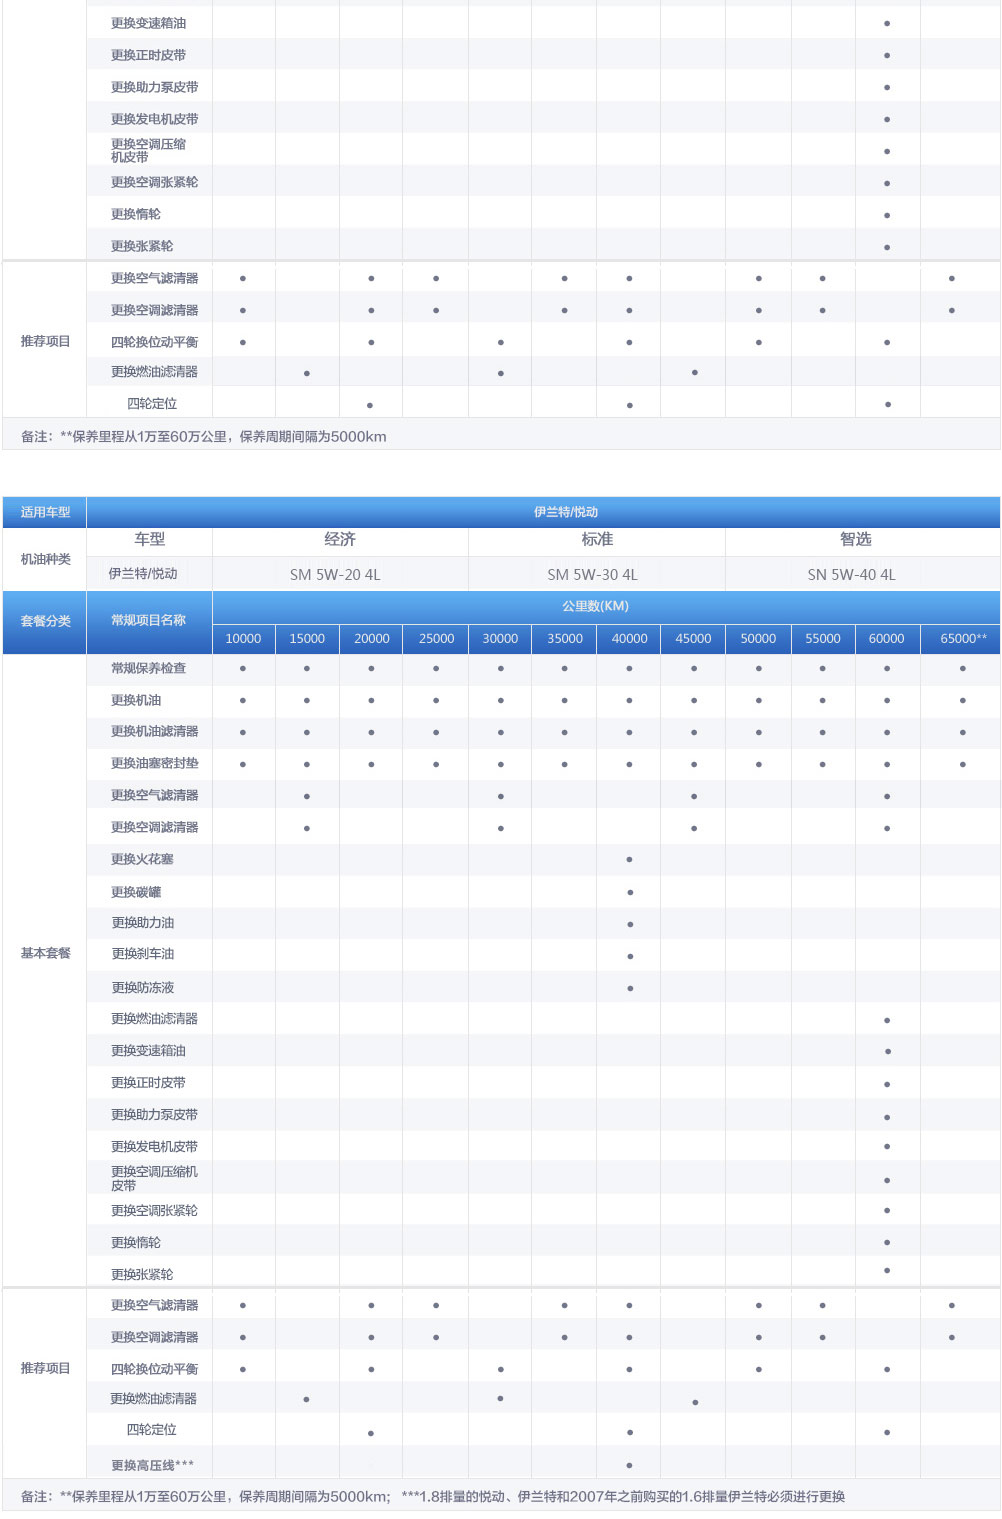 更换变速箱油 ●
更换正时皮带 ●
更换助力泵皮带 ●
更换发电机皮带 ●
更换空调压缩
机皮带 ●
更换空调张紧轮 ●
更换惰轮 ●
更换张紧轮 ●
更换空气滤清器 ● ● ● ● ● ● ● ●
更换空调滤清器 ● ● ● ● ● ● ● ●
推荐项目 四轮换位动平衡 ● ● ● ● ● ●
更换燃油滤清器 ● ● ●
四轮定位 ● ● ●
备注：**保养里程从1万至60万公里，保养周期间隔为5000km
适用车型 伊兰特/悦动
机油种类 车型 经济 标准 智选
伊兰特/悦动 SM 5W-20 4L SM 5W-30 4L SN 5W-40 4L
套餐分类 常规项目名称 公里数(KM)
10000 15000 20000 25000 30000 35000 40000 45000 50000 55000 60000 65000**
常规保养检查 ● ● ● ● ● ● ● ● ● ● ● ●
更换机油 ● ● ● ● ● ● ● ● ● ● ● ●
更换机油滤清器 ● ● ● ● ● ● ● ● ● ● ● ●
更换油塞密封垫 ● ● ● ● ● ● ● ● ● ● ● ●
更换空气滤清器 ● ● ● ●
更换空调滤清器 ● ● ● ●
更换火花塞 ●
更换碳罐 ●
更换助力油 ●
基本套餐 更换刹车油 ●
更换防冻液 ●
更换燃油滤清器 ●
更换变速箱油 ●
更换正时皮带 ●
更换助力泵皮带 ●
更换发电机皮带 ●
更换空调压缩机
皮带 ●
更换空调张紧轮 ●
更换惰轮 ●
更换张紧轮 ●
更换空气滤清器 ● ● ● ● ● ● ● ●
更换空调滤清器 ● ● ● ● ● ● ● ●
推荐项目 四轮换位动平衡 ● ● ● ● ● ●
更换燃油滤清器 ● ● ●
四轮定位 ● ● ●
更换高压线*** ●
备注：**保养里程从1万至60万公里，保养周期间隔为5000km； ***1.8排量的悦动、伊兰特和2007年之前购买的1.6排量伊兰特必须进行更换